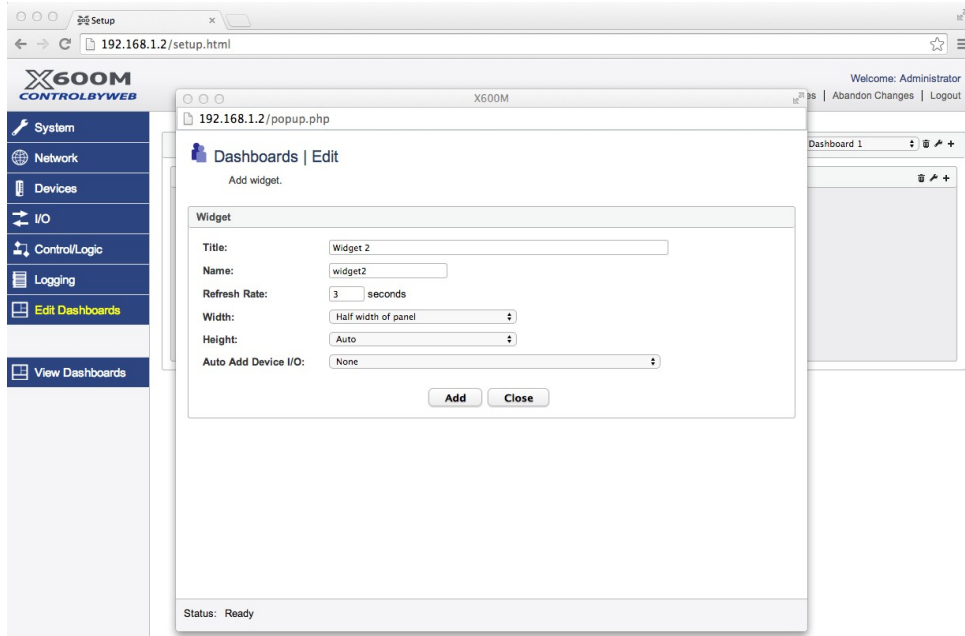 Setup
192.168.1.2/setup.html
X600M
CONTROLBYWEB
Welcome: Administrator
es | Abandon Changes | Logout
System
Network
Devices
I/O
Control/Logic
Logging
Edit Dashboards
View Dashboards
Dashboard 1
X600M
192.168.1.2/popup.php
Dashboards | Edit
Add widget.
Widget
Title: Widget 2
Name: widget2
Refresh Rate: 3 seconds
Width: Half width of panel
Height: Auto
Auto Add Device I/O: None
Add Close
Status: Ready